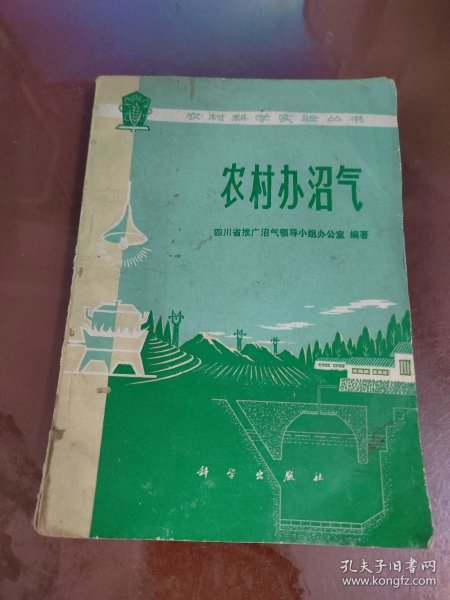 农村科学实验丛书
农村办沼气
四川省推广沼气领导小组办公室 编著
科学出版社
孔夫子旧书网
www.kongfz.com